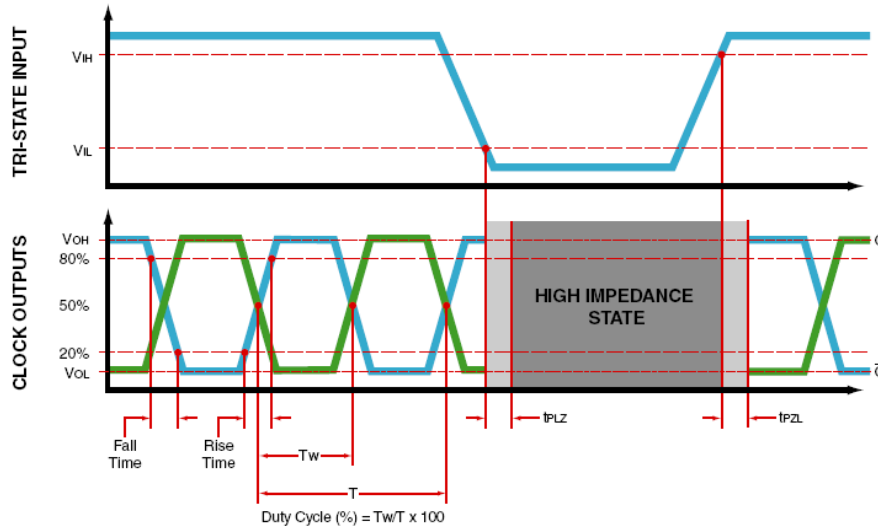 TRI-STATE INPUT
VIH
VIL
CLOCK OUTPUTS
VOH
80%
50%
20%
VOL
HIGH IMPEDANCE
STATE
tPLZ
tPZL
Fall
Time
Rise
Time
Tw
T
Duty Cycle (%) = Tw/T x 100